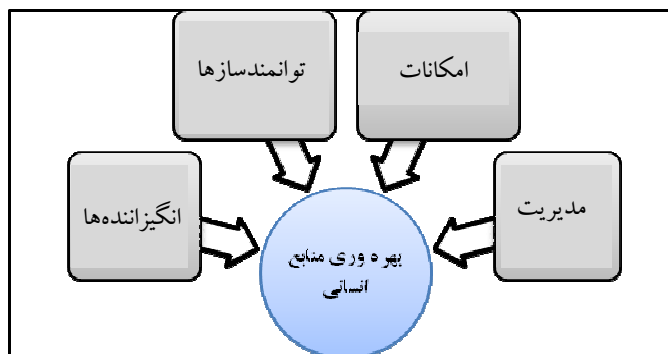 امکانات
توانمندسازها
مدیریت
انگیزاننده‌ها
بهره وری منابع
انسانی